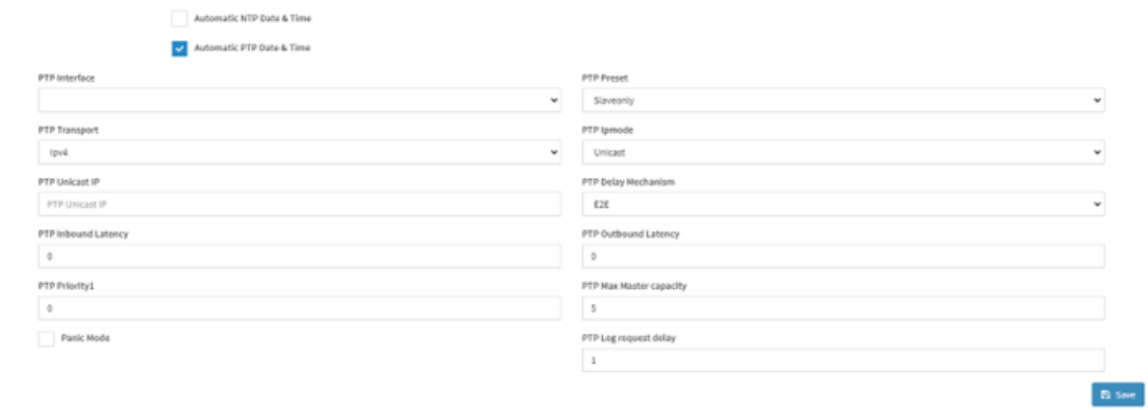 Automatic NTP Date & Time
Automatic PTP Date & Time
PTP Interface
PTP Preset
Slaveonly
PTP Transport
PTP Ipmode
Ipv4
Unicast
PTP Unicast IP
PTP Delay Mechanism
PTP Unicast IP
E2E
PTP Inbound Latency
PTP Outbound Latency
0
0
PTP Priority1
PTP Max Master capacity
0
5
Panic Mode
PTP Log request delay
1
Save